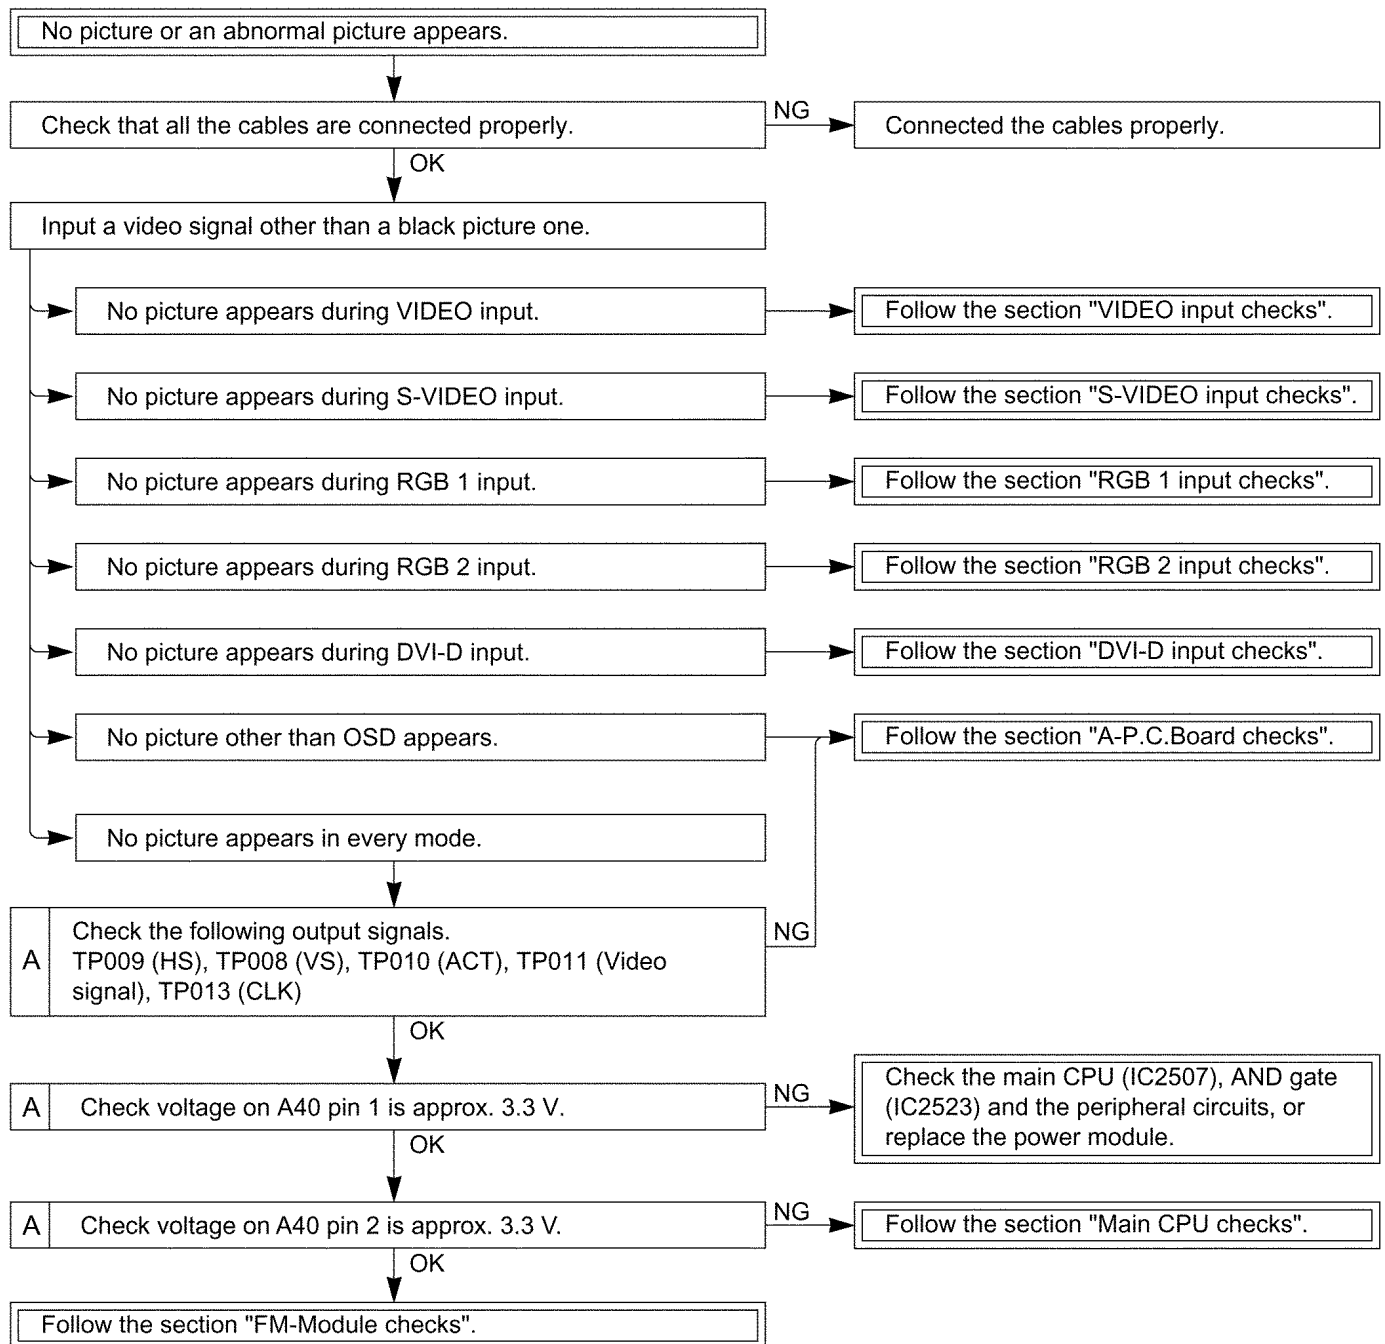 No picture or an abnormal picture appears.
Check that all the cables are connected properly.
NG
Connected the cables properly.
OK
Input a video signal other than a black picture one.
No picture appears during VIDEO input.
Follow the section "VIDEO input checks".
No picture appears during S-VIDEO input.
Follow the section "S-VIDEO input checks".
No picture appears during RGB 1 input.
Follow the section "RGB 1 input checks".
No picture appears during RGB 2 input.
Follow the section "RGB 2 input checks".
No picture appears during DVI-D input.
Follow the section "DVI-D input checks".
No picture other than OSD appears.
Follow the section "A-P.C.Board checks".
No picture appears in every mode.
A
Check the following output signals.
TP009 (HS), TP008 (VS), TP010 (ACT), TP011 (Video
signal), TP013 (CLK)
NG
OK
A
Check voltage on A40 pin 1 is approx. 3.3 V.
NG
Check the main CPU (IC2507), AND gate
(IC2523) and the peripheral circuits, or
replace the power module.
OK
A
Check voltage on A40 pin 2 is approx. 3.3 V.
NG
Follow the section "Main CPU checks".
OK
Follow the section "FM-Module checks".